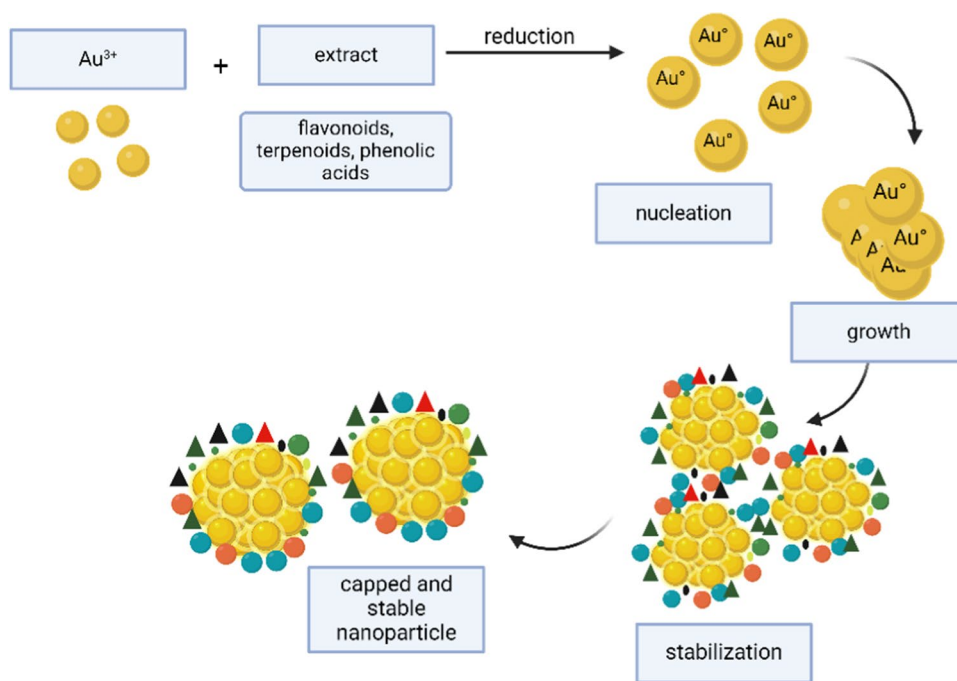 Au³⁺
+
extract
reduction
flavonoids,
terpenoids, phenolic
acids
Au°
Au°
Au°
Au°
Au°
nucleation
Au°
Au°
A
A
Au
growth
capped and
stable
nanoparticle
stabilization